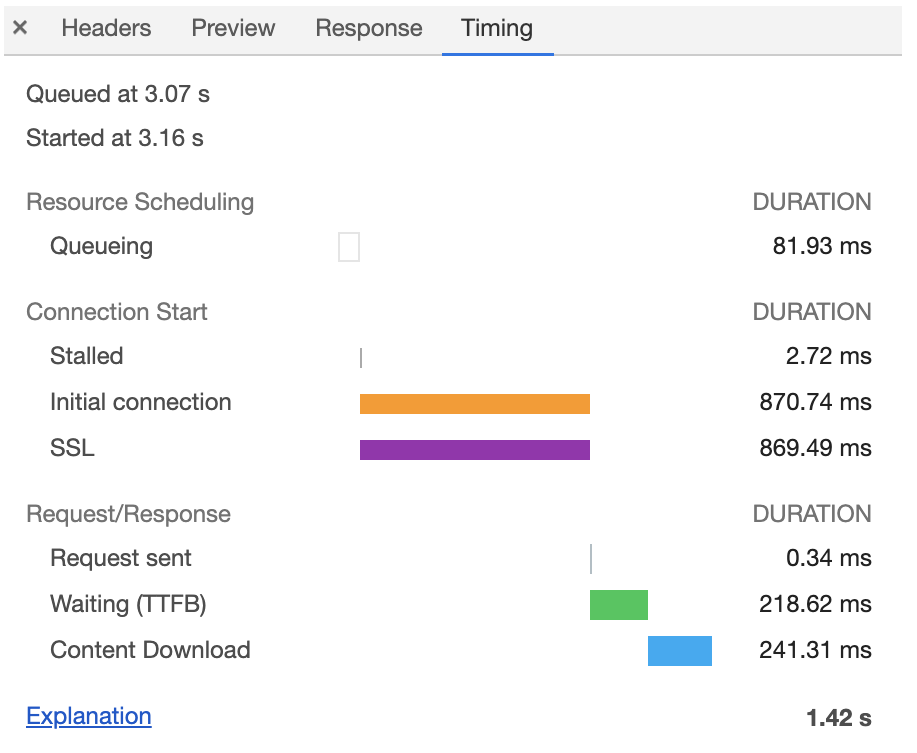 × Headers Preview Response Timing
Queued at 3.07 s
Started at 3.16 s
Resource Scheduling DURATION
Queueing 81.93 ms
Connection Start DURATION
Stalled 2.72 ms
Initial connection 870.74 ms
SSL 869.49 ms
Request/Response DURATION
Request sent 0.34 ms
Waiting (TTFB) 218.62 ms
Content Download 241.31 ms
Explanation 1.42 s